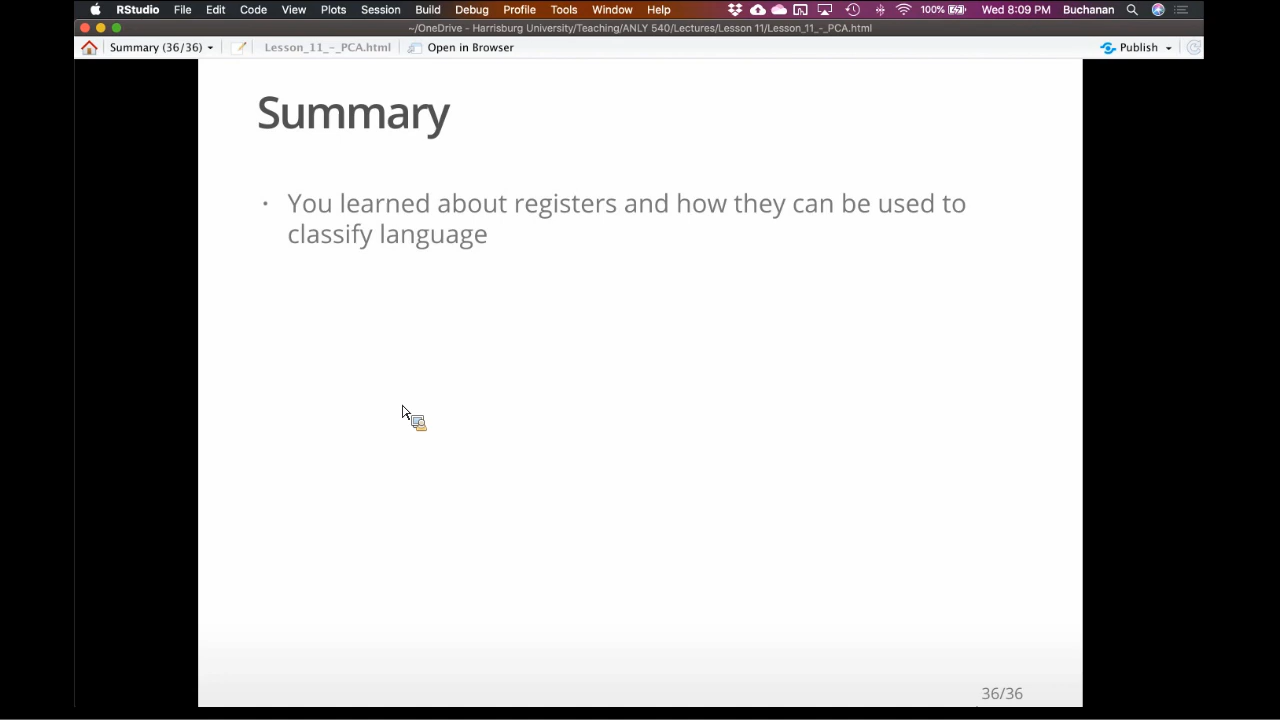 RStudio File Edit Code View Plots Session Build Debug Profile Tools Window Help 100% Wed 8:09 PM Buchanan
~/OneDrive - Harrisburg University/Teaching/ANLY 540/Lectures/Lesson 11/Lesson_11_-_PCA.html
Summary (36/36) Lesson_11_-_PCA.html Open in Browser Publish
Summary
· You learned about registers and how they can be used to
classify language
36/36